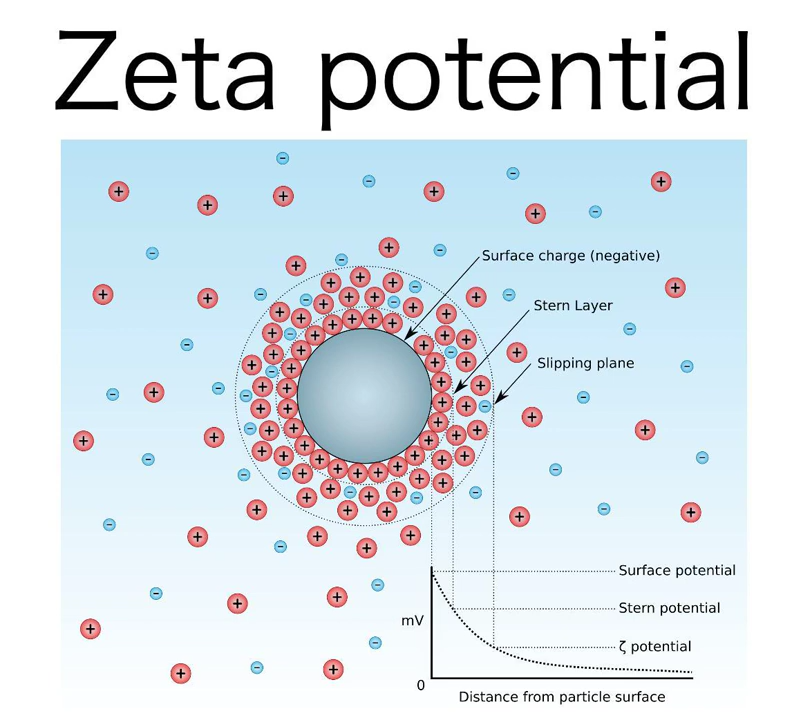 Zeta potential
Surface charge (negative)
Stern Layer
Slipping plane
Surface potential
Stern potential
mV
ζ potential
0
Distance from particle surface